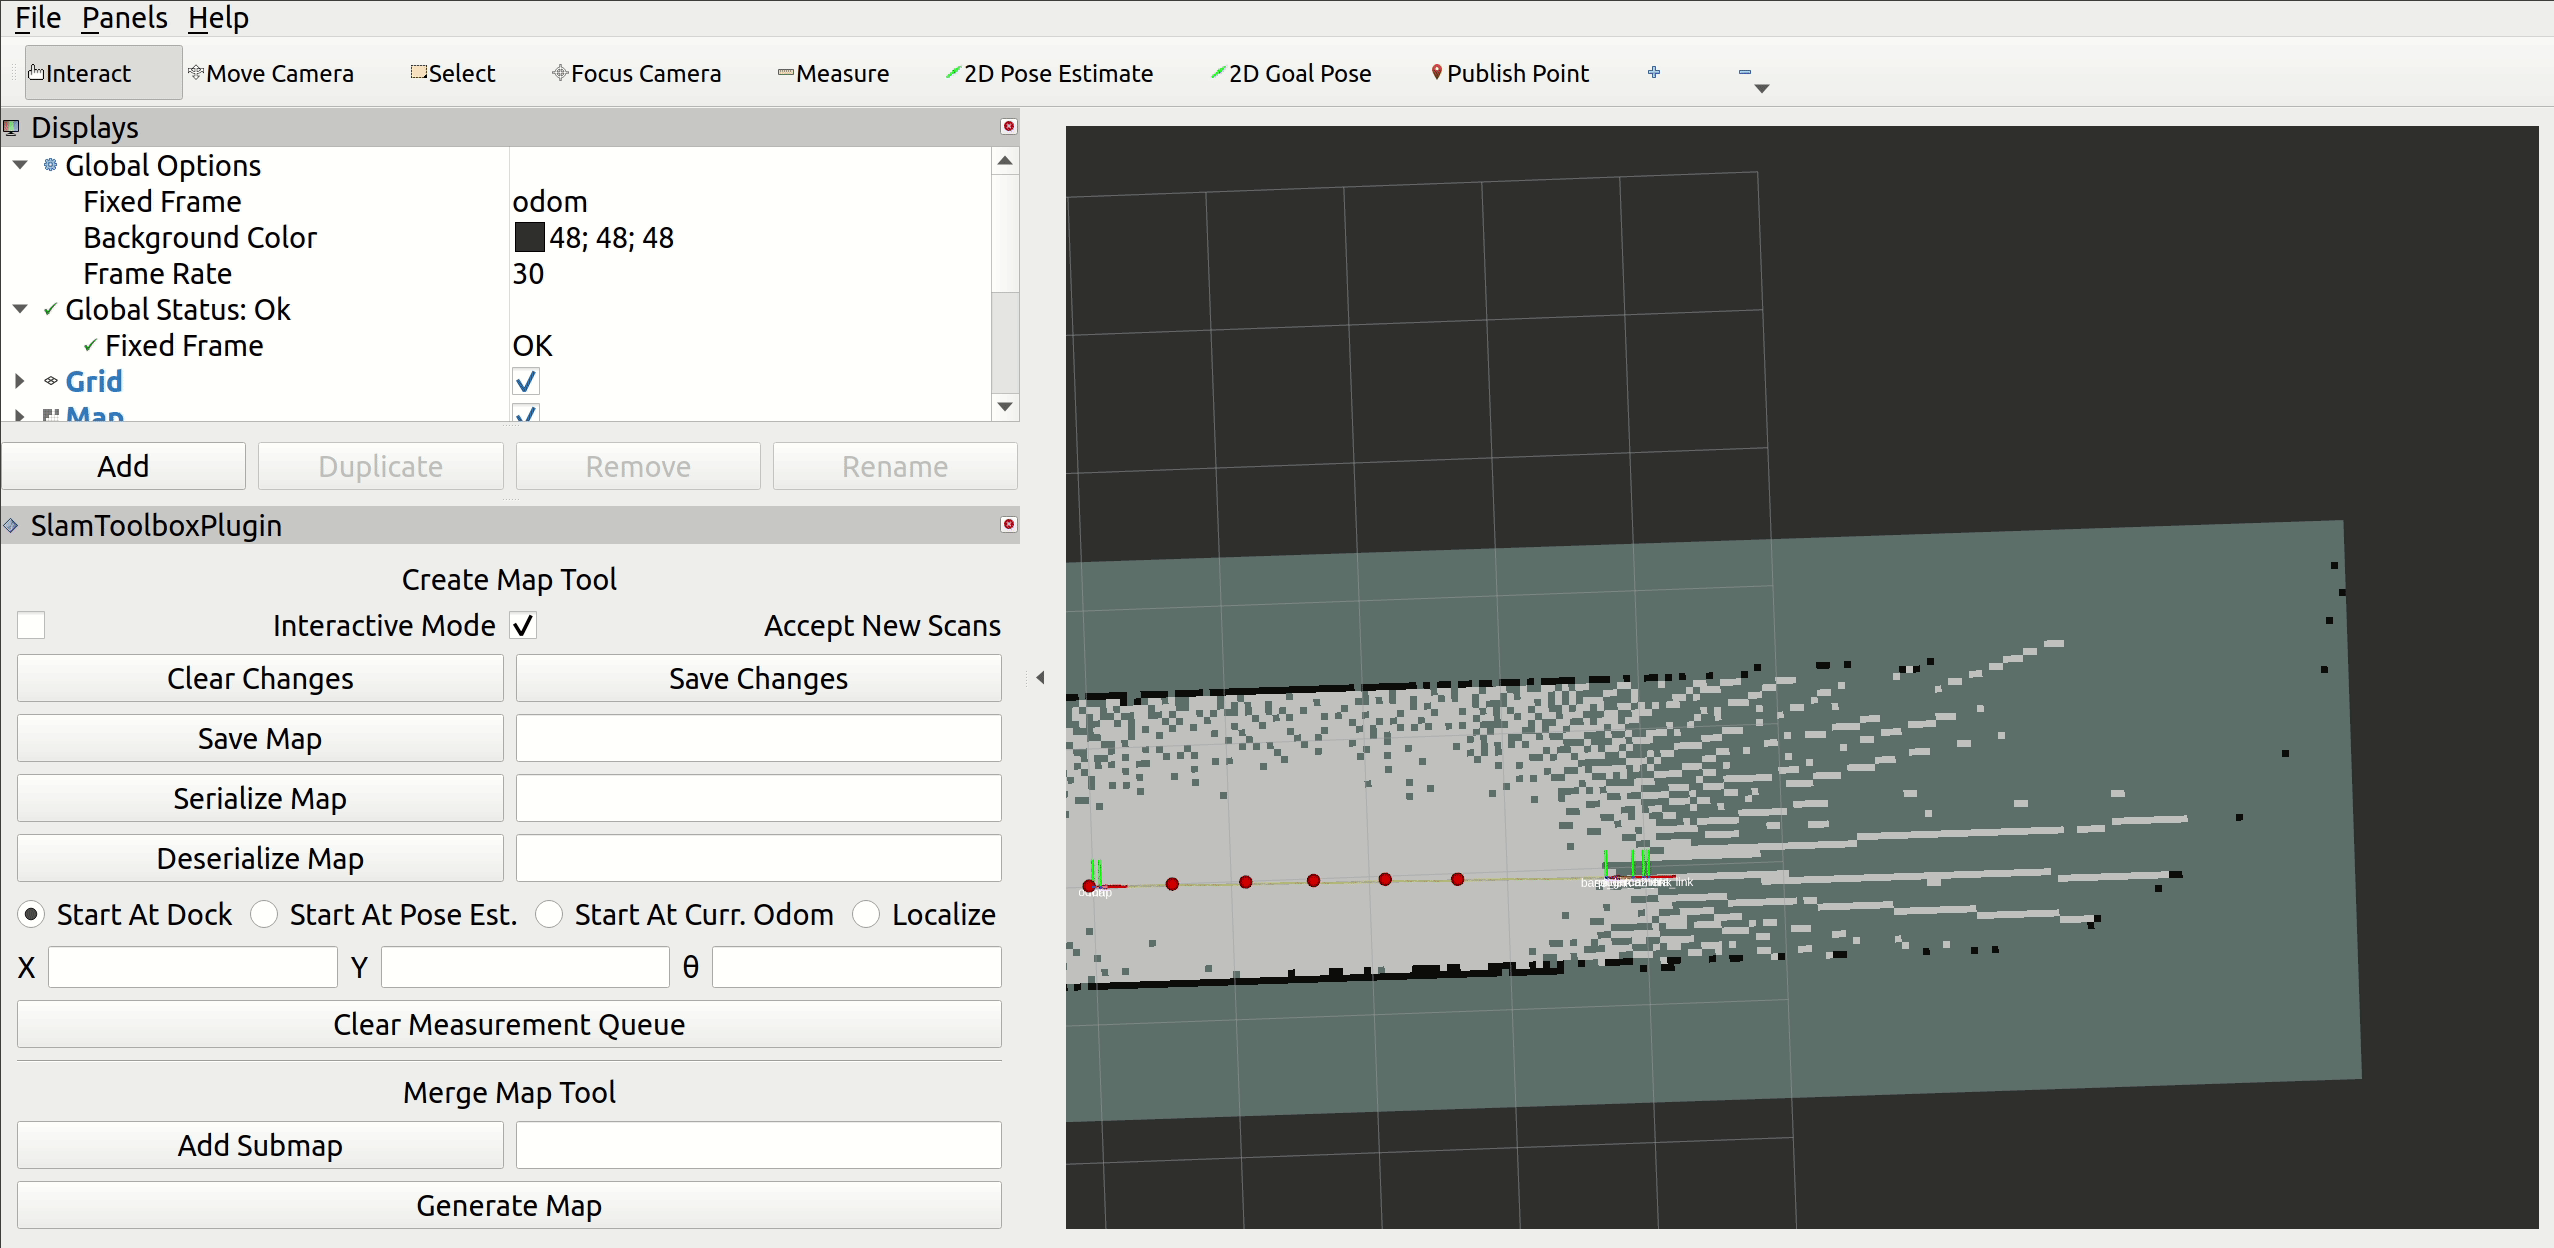 File Panels Help
Interact Move Camera Select Focus Camera Measure 2D Pose Estimate 2D Goal Pose Publish Point
Displays
Global Options
Fixed Frame odom
Background Color 48; 48; 48
Frame Rate 30
Global Status: Ok
Fixed Frame OK
Grid
Map
Add Duplicate Remove Rename
SlamToolboxPlugin
Create Map Tool
Interactive Mode Accept New Scans
Clear Changes Save Changes
Save Map
Serialize Map
Deserialize Map
Start At Dock Start At Pose Est. Start At Curr. Odom Localize
X Y θ
Clear Measurement Queue
Merge Map Tool
Add Submap
Generate Map